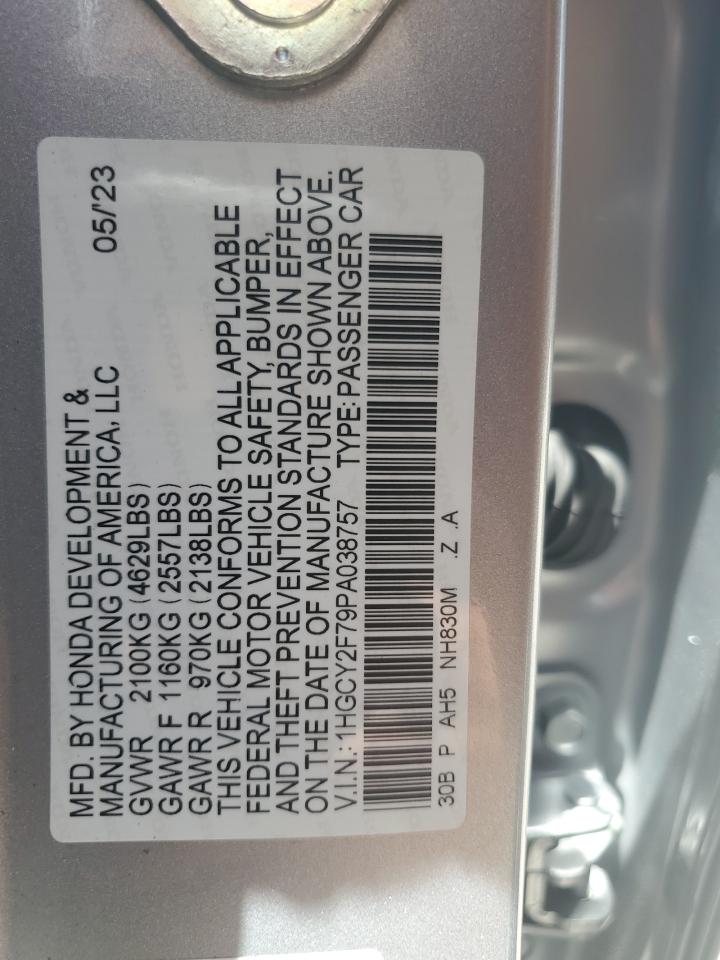 MFD. BY HONDA DEVELOPMENT &
MANUFACTURING OF AMERICA, LLC 05/'23
GVWR 2100KG (4629LBS)
GAWR F 1160KG (2557LBS)
GAWR R 970KG (2138LBS)
THIS VEHICLE CONFORMS TO ALL APPLICABLE
FEDERAL MOTOR VEHICLE SAFETY, BUMPER,
AND THEFT PREVENTION STANDARDS IN EFFECT
ON THE DATE OF MANUFACTURE SHOWN ABOVE.
V.I.N.: 1HGCY2F79PA038757 TYPE: PASSENGER CAR
30B P AH5 NH830M .Z .A